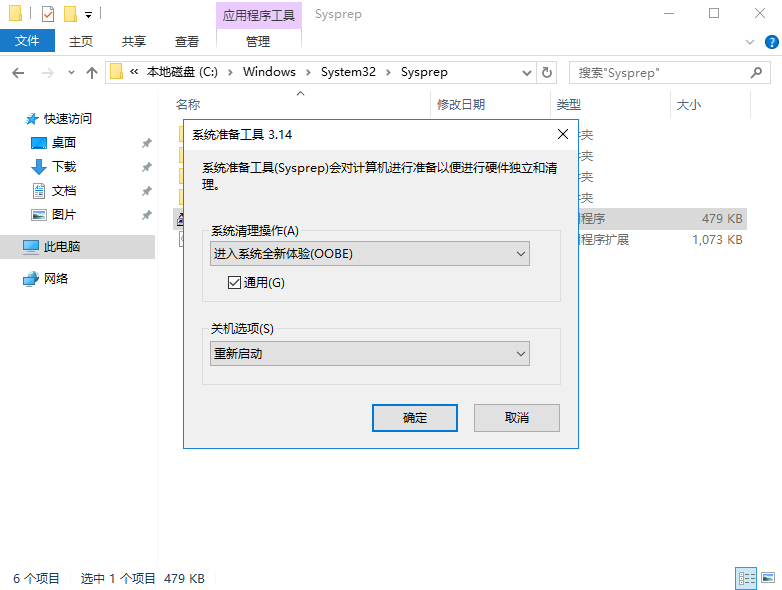 应用程序工具
Sysprep
文件
主页
共享
查看
管理
« 本地磁盘 (C:) › Windows › System32 › Sysprep
搜索"Sysprep"
快速访问
桌面
下载
文档
图片
此电脑
网络
名称
修改日期
类型
大小
夹
夹
夹
夹
程序
479 KB
程序扩展
1,073 KB
系统准备工具 3.14
系统准备工具(Sysprep)会对计算机进行准备以便进行硬件独立和清
理。
系统清理操作(A)
进入系统全新体验(OOBE)
通用(G)
关机选项(S)
重新启动
确定
取消
6 个项目
选中 1 个项目 479 KB